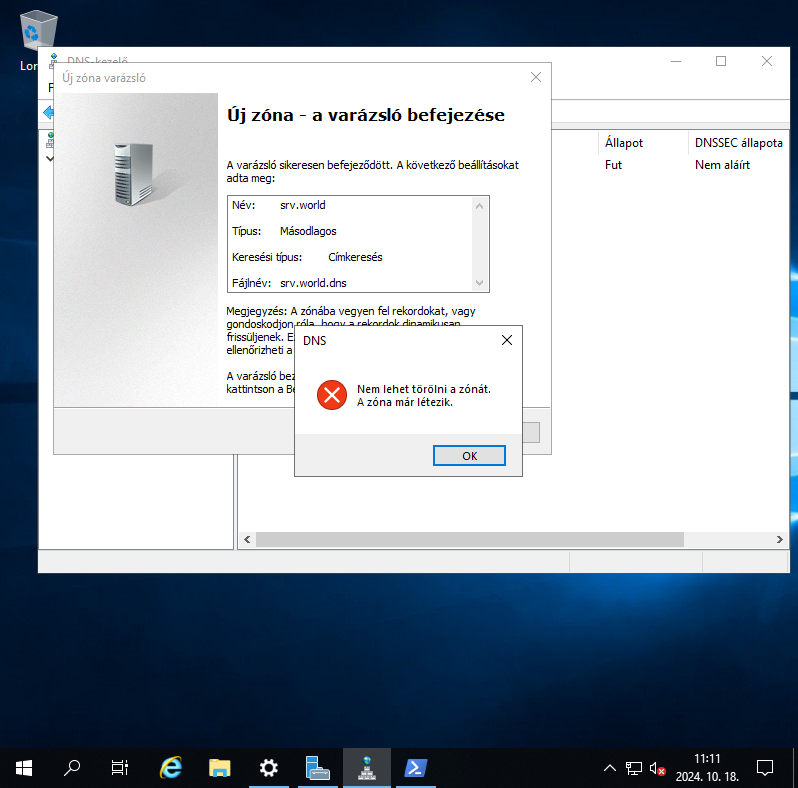 Lon
DNS-kezelő
F
Új zóna varázsló
Új zóna - a varázsló befejezése
A varázsló sikeresen befejeződött. A következő beállításokat
adta meg:
Név: srv.world
Típus: Másodlagos
Keresési típus: Címkeresés
Fájlnév: srv.world.dns
Megjegyzés: A zónába vegyen fel rekordokat, vagy
gondoskodjon róla, hogy a rekordok dinamikusan
frissüljenek. E
ellenőrizheti a
A varázsló bez
kattintson a Be
Állapot DNSSEC állapota
Fut Nem aláírt
DNS
Nem lehet törölni a zónát.
A zóna már létezik.
OK
11:11
2024. 10. 18.